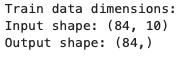 Train data dimensions:
Input shape: (84, 10)
Output shape: (84,)